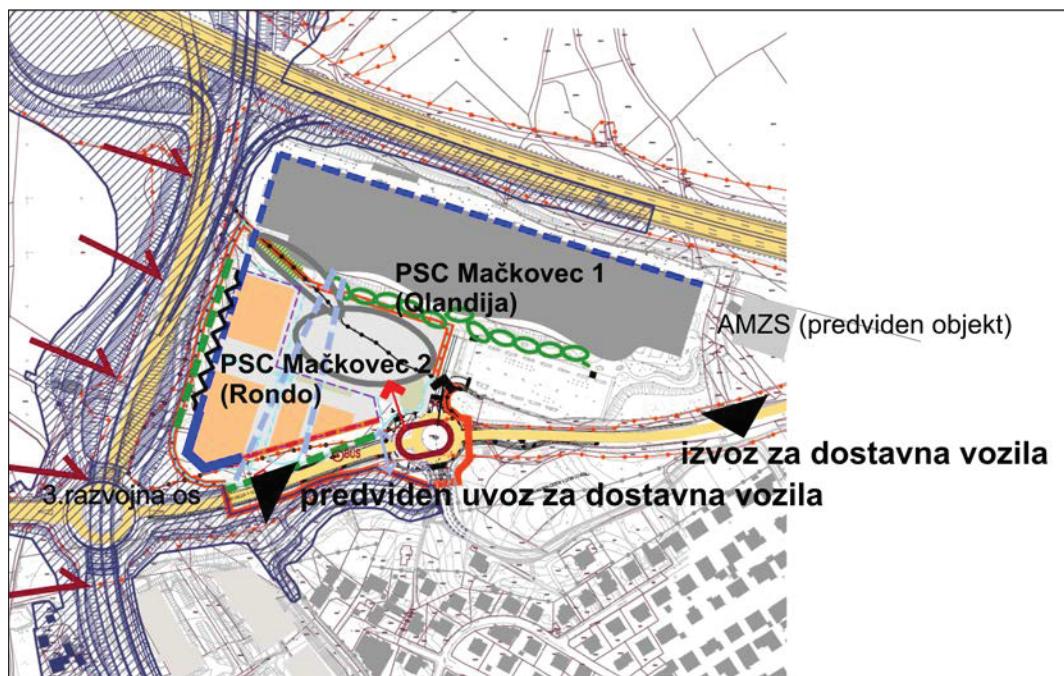 PSC Mačkovec 1
(Qlandija)
AMZS (predviden objekt)
PSC Mačkovec 2
(Rondo)
BUS
izvoz za dostavna vozila
3.razvojna os
predviden uvoz za dostavna vozila